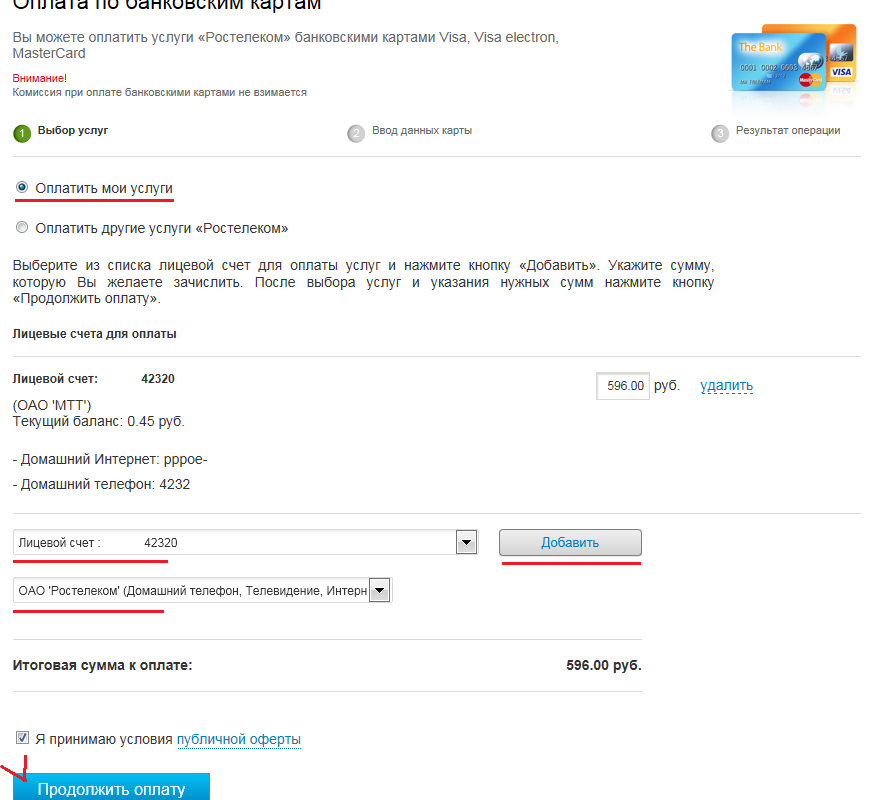 Оплата по банковским картам
Вы можете оплатить услуги «Ростелеком» банковскими картами Visa, Visa electron,
MasterCard
Внимание!
Комиссия при оплате банковскими картами не взимается
The Bank
0001 0002 0003 4567
MasterCard
VISA
1 Выбор услуг
2 Ввод данных карты
3 Результат операции
Оплатить мои услуги
Оплатить другие услуги «Ростелеком»
Выберите из списка лицевой счет для оплаты услуг и нажмите кнопку «Добавить». Укажите сумму,
которую Вы желаете зачислить. После выбора услуг и указания нужных сумм нажмите кнопку
«Продолжить оплату».
Лицевые счета для оплаты
Лицевой счет: 42320
596.00 руб. удалить
(ОАО 'МТТ')
Текущий баланс: 0.45 руб.
- Домашний Интернет: pppoe-
- Домашний телефон: 4232
Лицевой счет : 42320
Добавить
ОАО 'Ростелеком' (Домашний телефон, Телевидение, Интерн
Итоговая сумма к оплате: 596.00 руб.
Я принимаю условия публичной оферты
Продолжить оплату